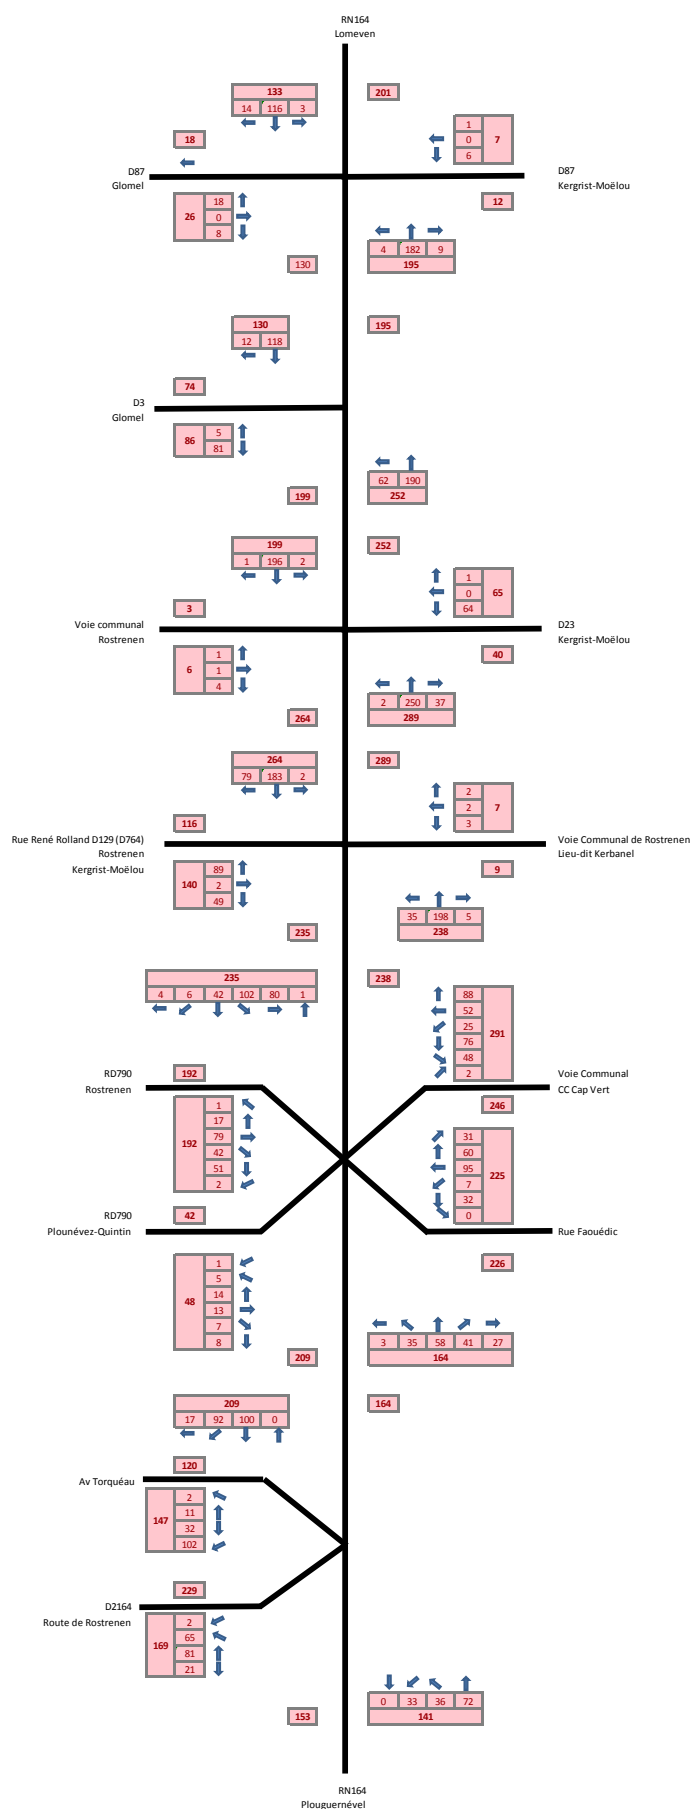 RN164
Lomeven
133
201
14 116 3
1
0
6
7
18
D87
Glomel
D87
Kergrist-Moëlou
26
18
0
8
12
4 182 9
195
130
130
195
12 118
74
D3
Glomel
86
5
81
62 190
252
199
199
252
1 196 2
1
0
64
65
3
Voie communal
Rostrenen
D23
Kergrist-Moëlou
6
1
1
4
40
2 250 37
289
264
264
289
79 183 2
2
2
3
7
116
Rue René Rolland D129 (D764)
Rostrenen
Kergrist-Moëlou
Voie Communal de Rostrenen
Lieu-dit Kerbanel
140
89
2
49
9
35 198 5
238
235
235
238
4 6 42 102 80 1
88
52
25
76
48
2
291
192
RD790
Rostrenen
Voie Communal
CC Cap Vert
192
1
17
79
42
51
2
246
31
60
95
7
32
0
225
42
RD790
Plounévez-Quintin
Rue Faouédic
48
1
5
14
13
7
8
226
3 35 58 41 27
164
209
209
164
17 92 100 0
120
Av Torquéau
147
2
11
32
102
229
D2164
Route de Rostrenen
169
2
65
81
21
0 33 36 72
141
153
RN164
Plouguernével